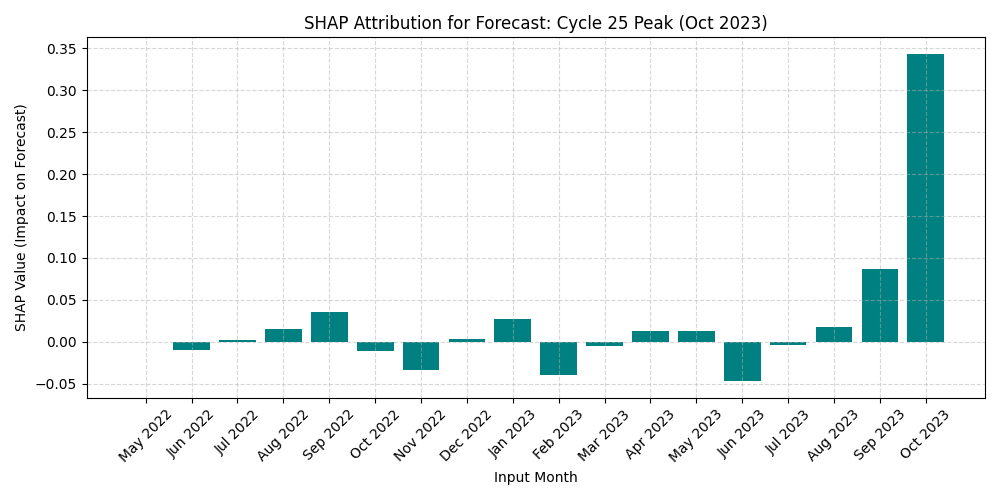 SHAP Attribution for Forecast: Cycle 25 Peak (Oct 2023)
SHAP Value (Impact on Forecast)
0.35
0.30
0.25
0.20
0.15
0.10
0.05
0.00
−0.05
May 2022
Jun 2022
Jul 2022
Aug 2022
Sep 2022
Oct 2022
Nov 2022
Dec 2022
Jan 2023
Feb 2023
Mar 2023
Apr 2023
May 2023
Jun 2023
Jul 2023
Aug 2023
Sep 2023
Oct 2023
Input Month